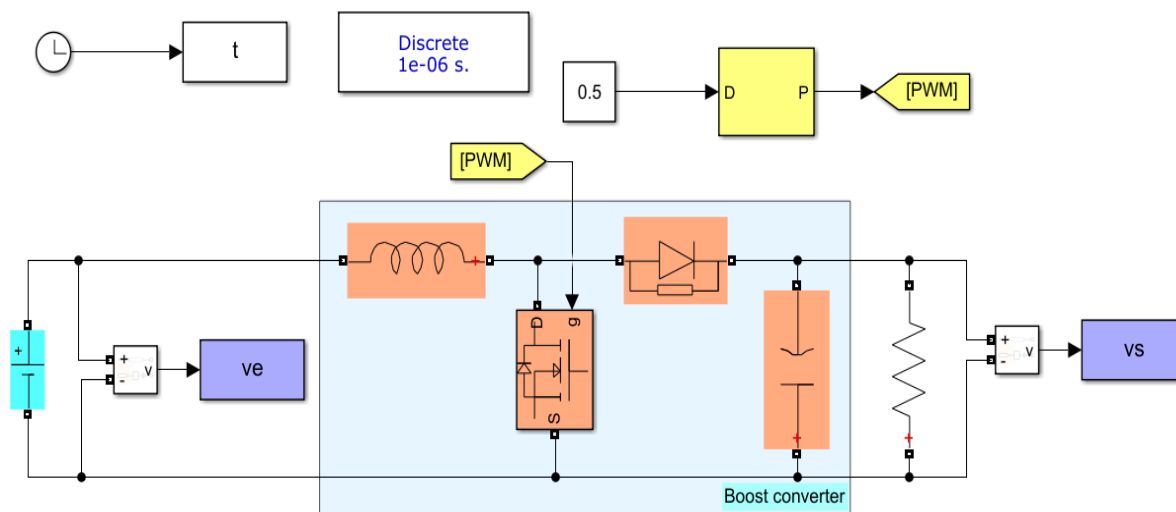 t
Discrete
1e-06 s.
0.5
D
P
[PWM]
[PWM]
+
D
g
S
+
+
-
v
ve
+
+
+
+
-
v
vs
Boost converter